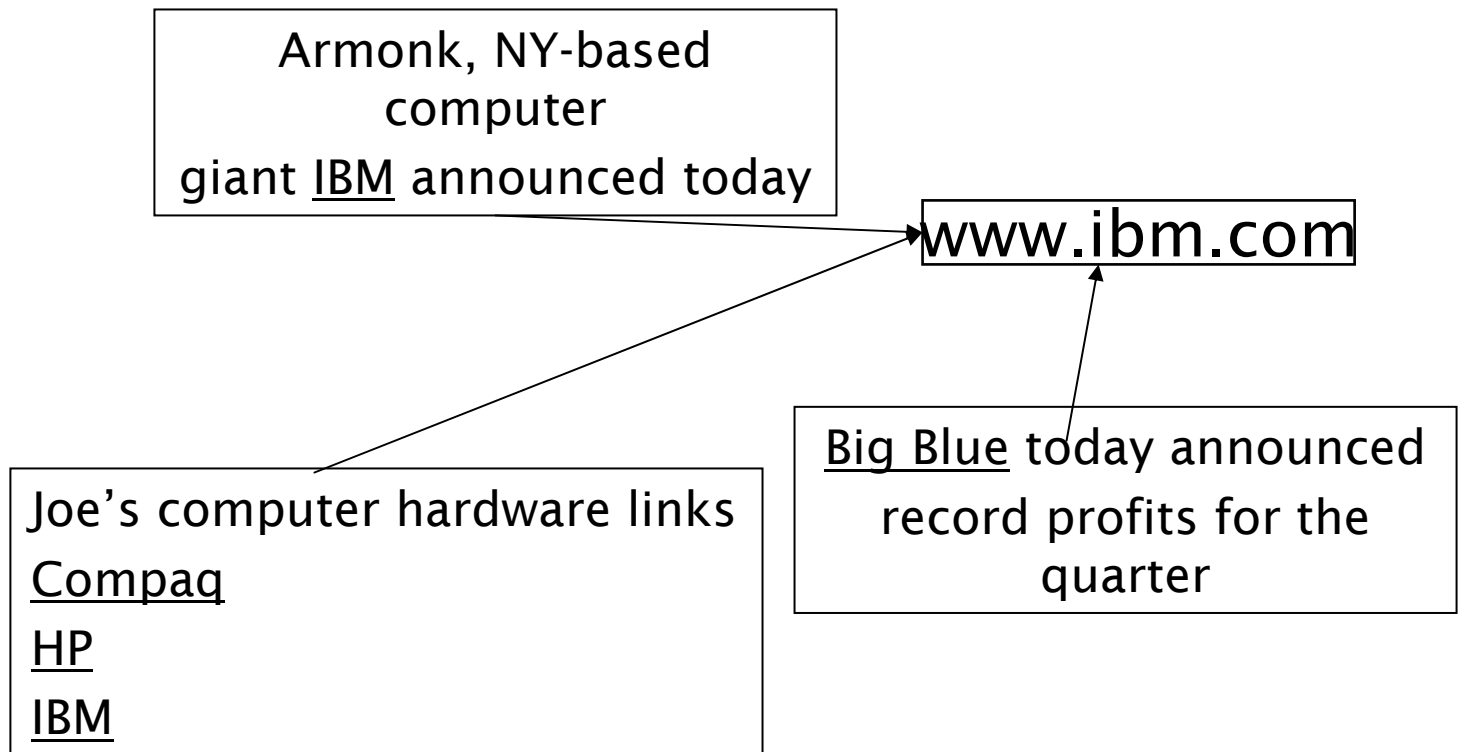 Armonk, NY-based
computer
giant IBM announced today
www.ibm.com
Big Blue today announced
record profits for the
quarter
Joe’s computer hardware links
Compaq
HP
IBM